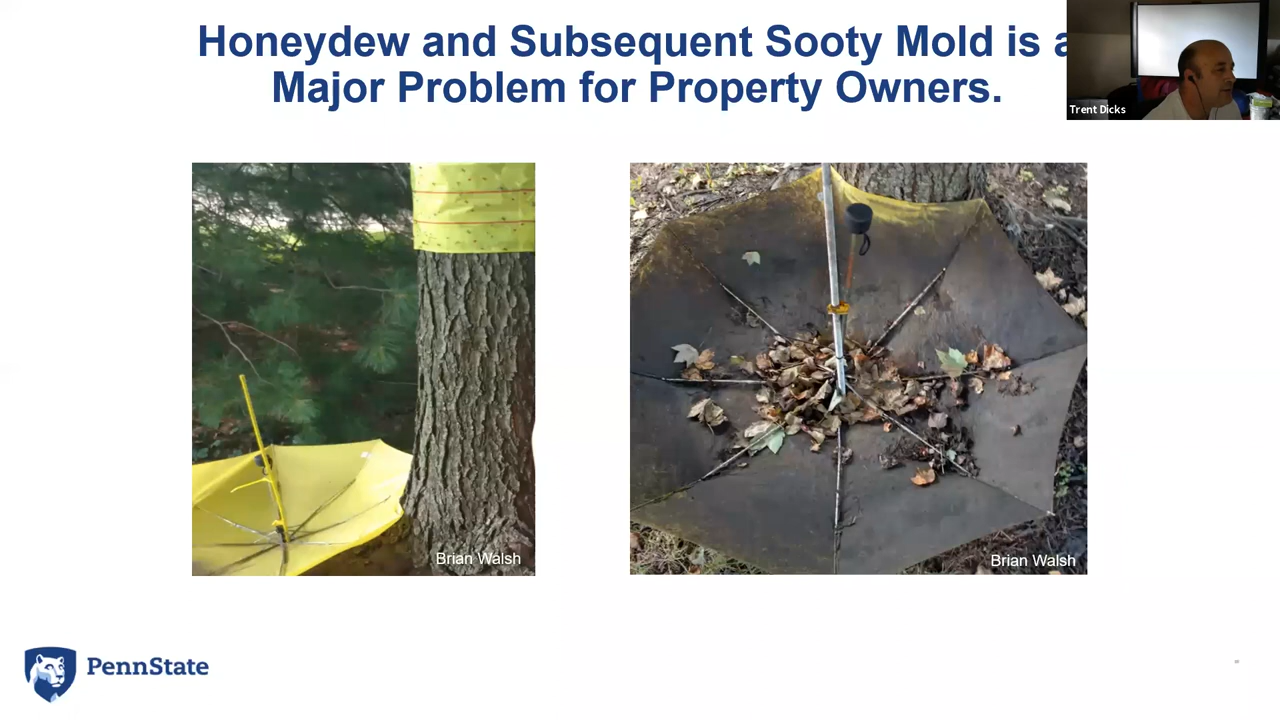 Honeydew and Subsequent Sooty Mold is a
Major Problem for Property Owners.
Trent Dicks
Brian Walsh
Brian Walsh
PennState